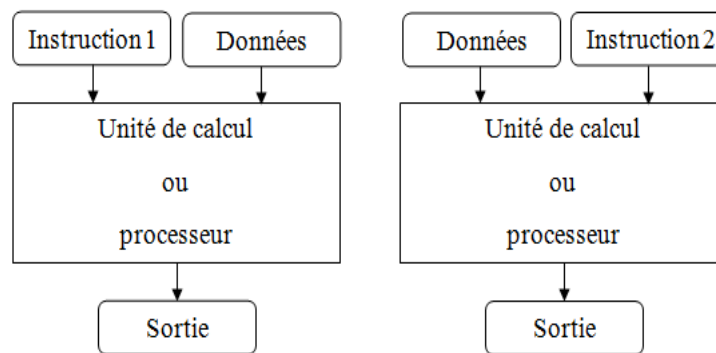 Instruction 1
Données
Unité de calcul
ou
processeur
Sortie
Données
Instruction 2
Unité de calcul
ou
processeur
Sortie